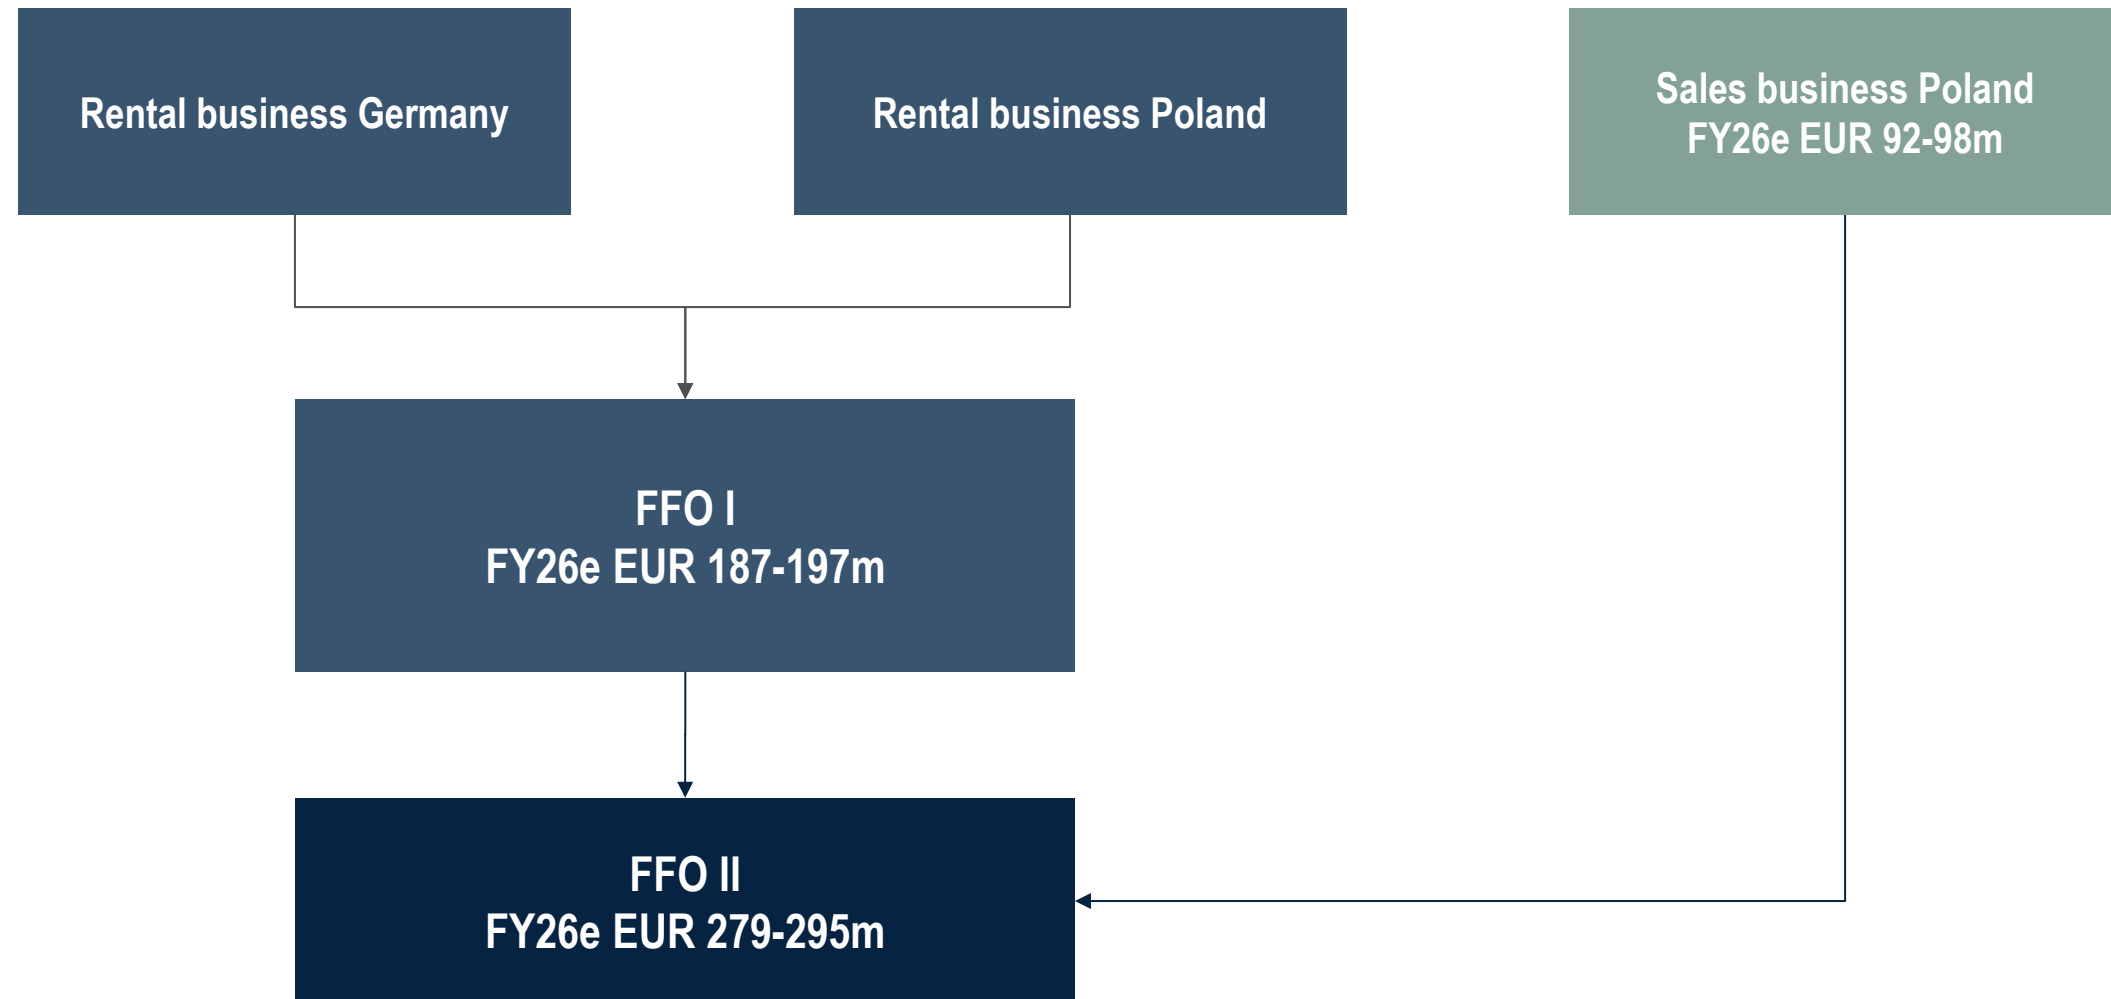 Rental business Germany
Rental business Poland
Sales business Poland
FY26e EUR 92-98m
FFO I
FY26e EUR 187-197m
FFO II
FY26e EUR 279-295m